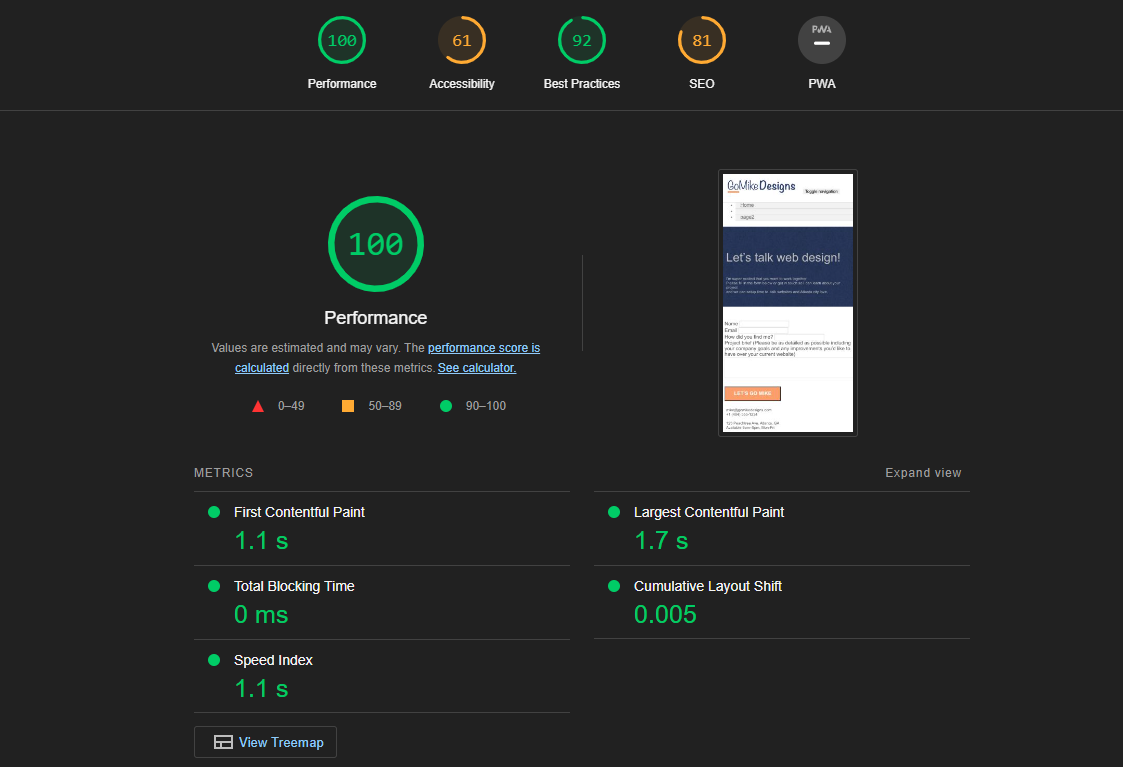 100
61
92
81
PWA
Performance
Accessibility
Best Practices
SEO
PWA
100
Performance
Values are estimated and may vary. The performance score is
calculated directly from these metrics. See calculator.
0–49
50–89
90–100
GoMikeDesigns
Toggle navigation
Home
page2
Let's talk web design!
Name
Email
How did you find me?
Project brief (Please be as detailed as possible including
your company goals and any improvements you'd like to
have over your current website)
LET'S GO MIKE
mike@gomikedesigns.com
METRICS
Expand view
First Contentful Paint
1.1 s
Largest Contentful Paint
1.7 s
Total Blocking Time
0 ms
Cumulative Layout Shift
0.005
Speed Index
1.1 s
View Treemap